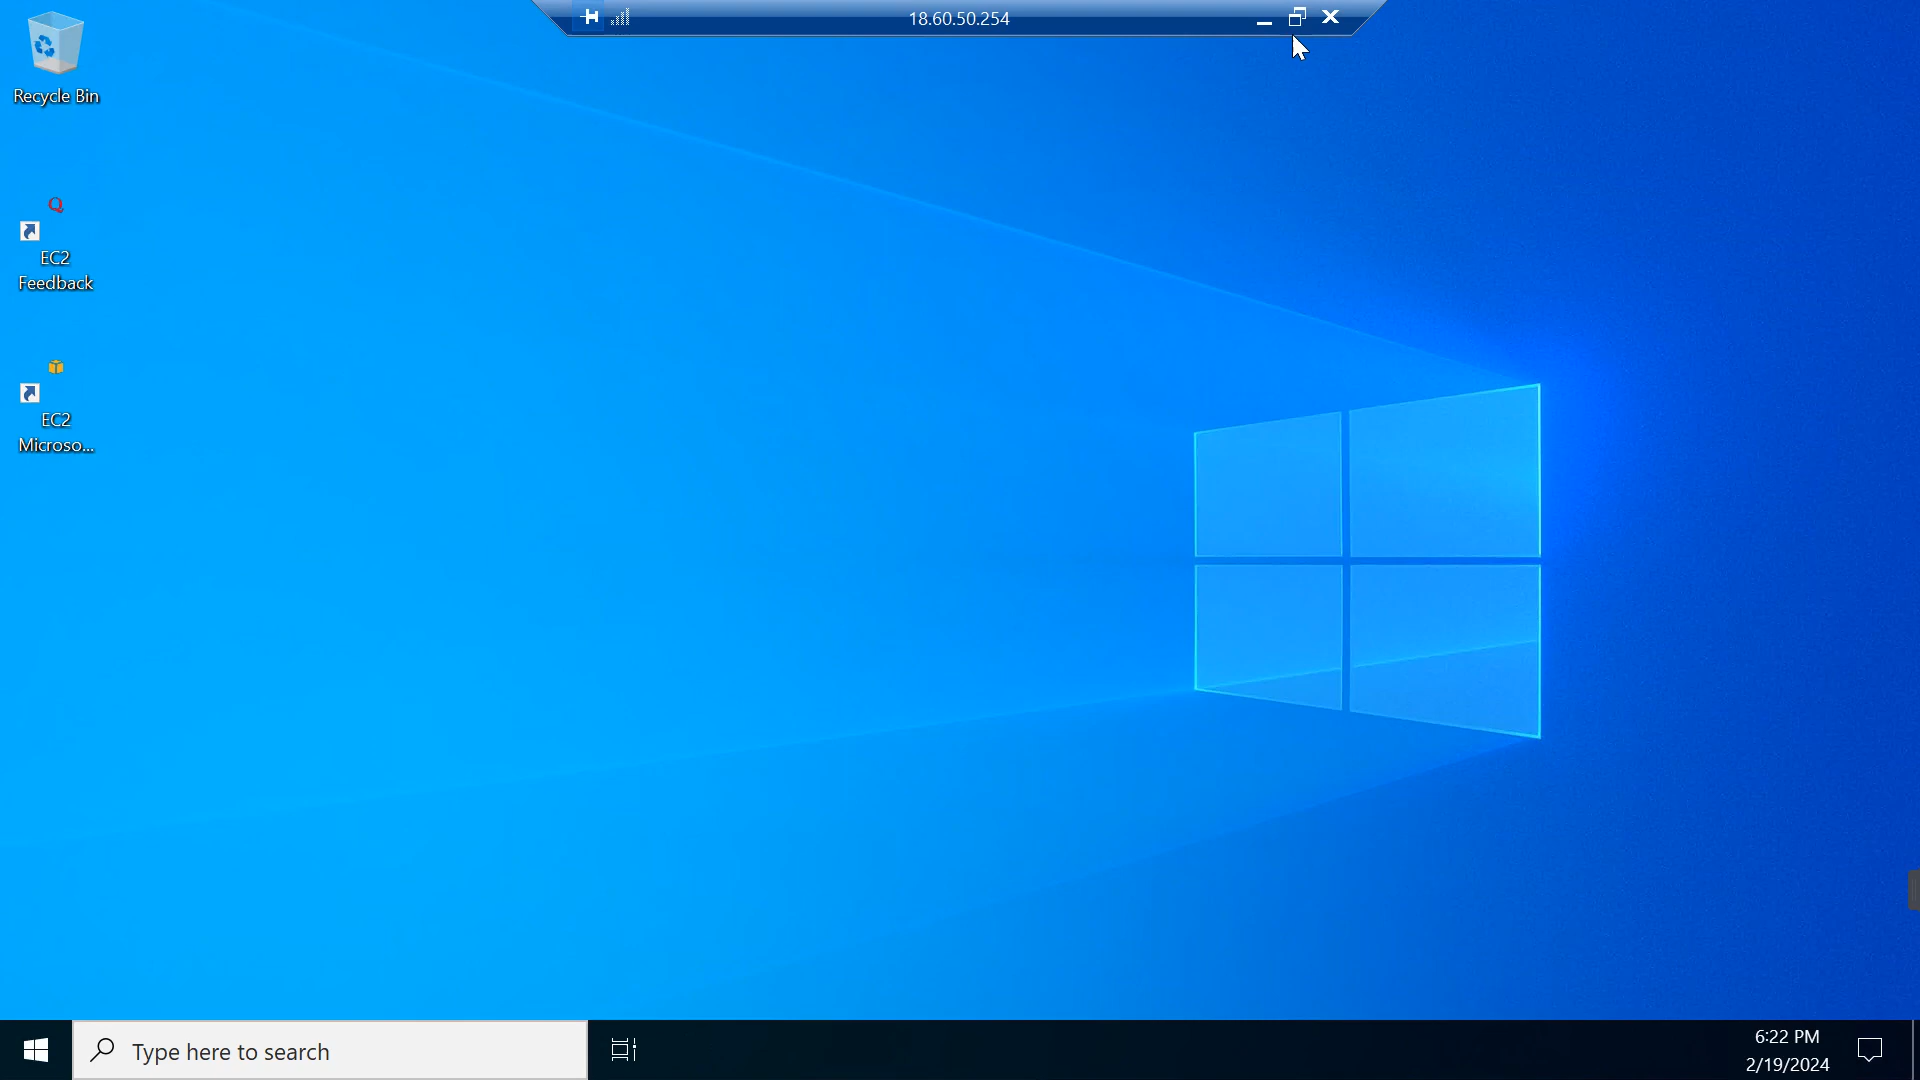 18.60.50.254
Recycle Bin
Q
EC2
Feedback
EC2
Microso...
Type here to search
6:22 PM
2/19/2024